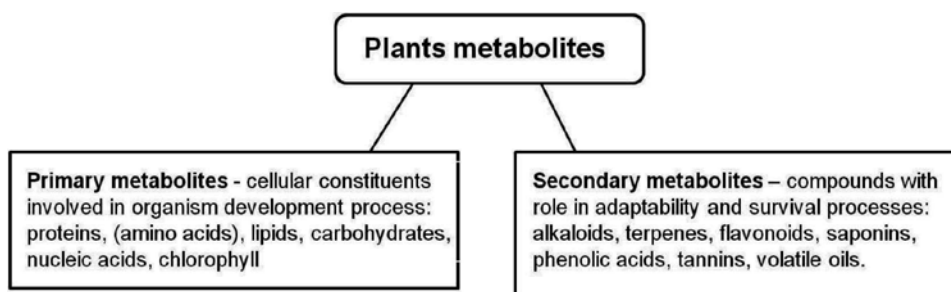 Plants metabolites
Primary metabolites - cellular constituents
involved in organism development process:
proteins, (amino acids), lipids, carbohydrates,
nucleic acids, chlorophyll
Secondary metabolites – compounds with
role in adaptability and survival processes:
alkaloids, terpenes, flavonoids, saponins,
phenolic acids, tannins, volatile oils.